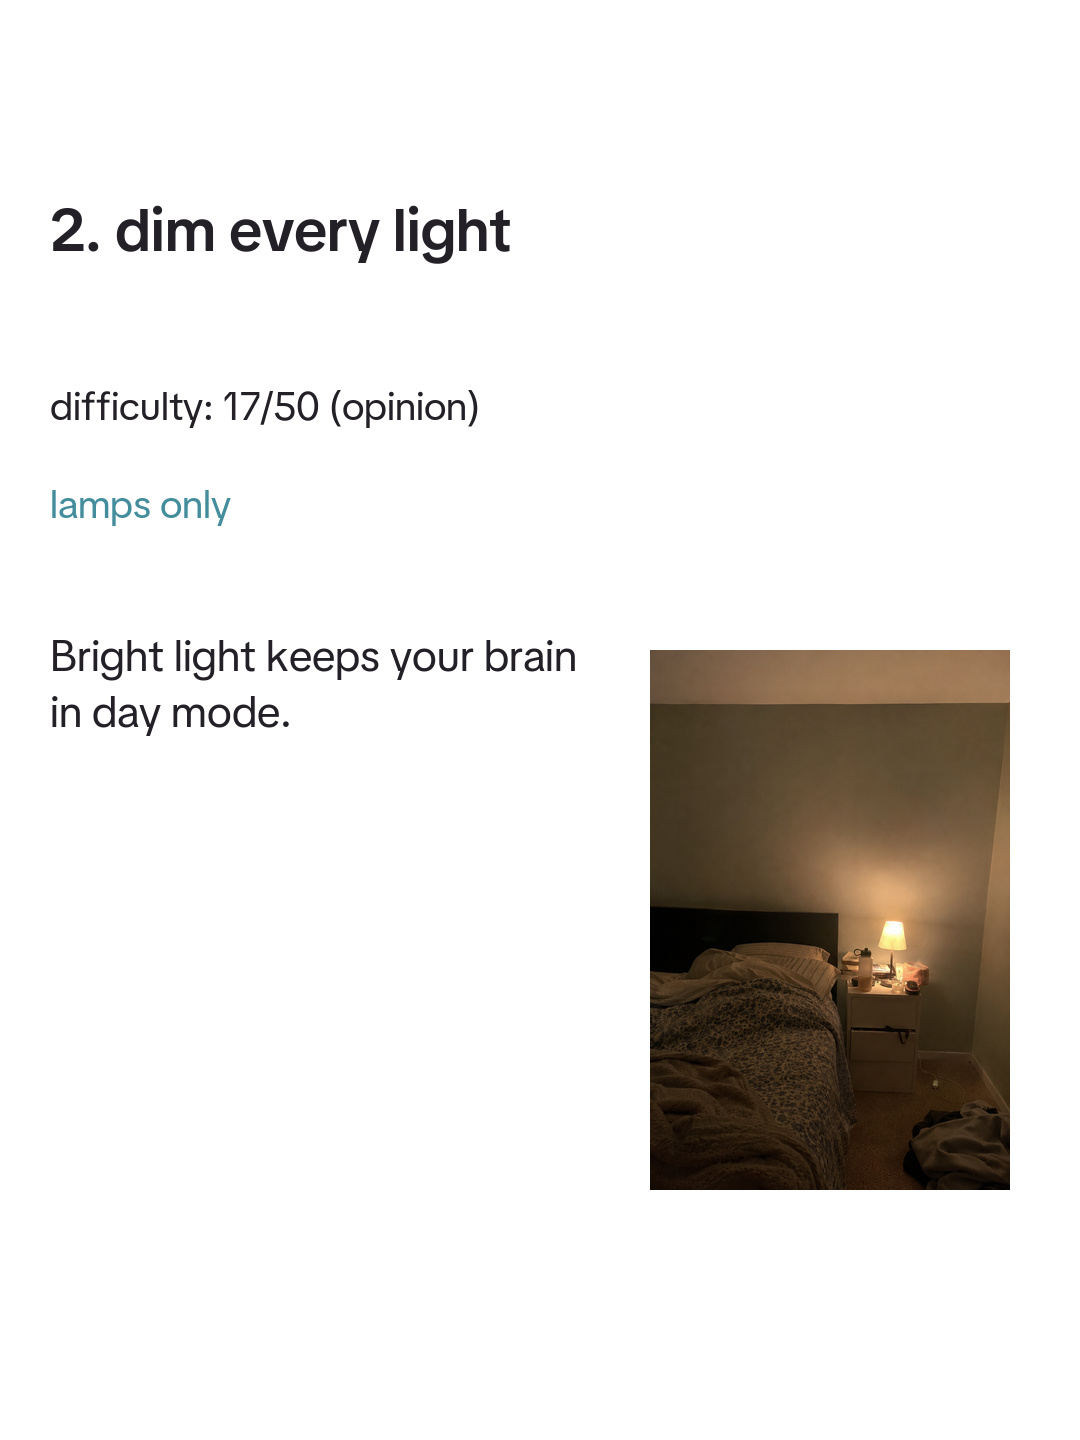 2. dim every light
difficulty: 17/50 (opinion)
lamps only
Bright light keeps your brain
in day mode.